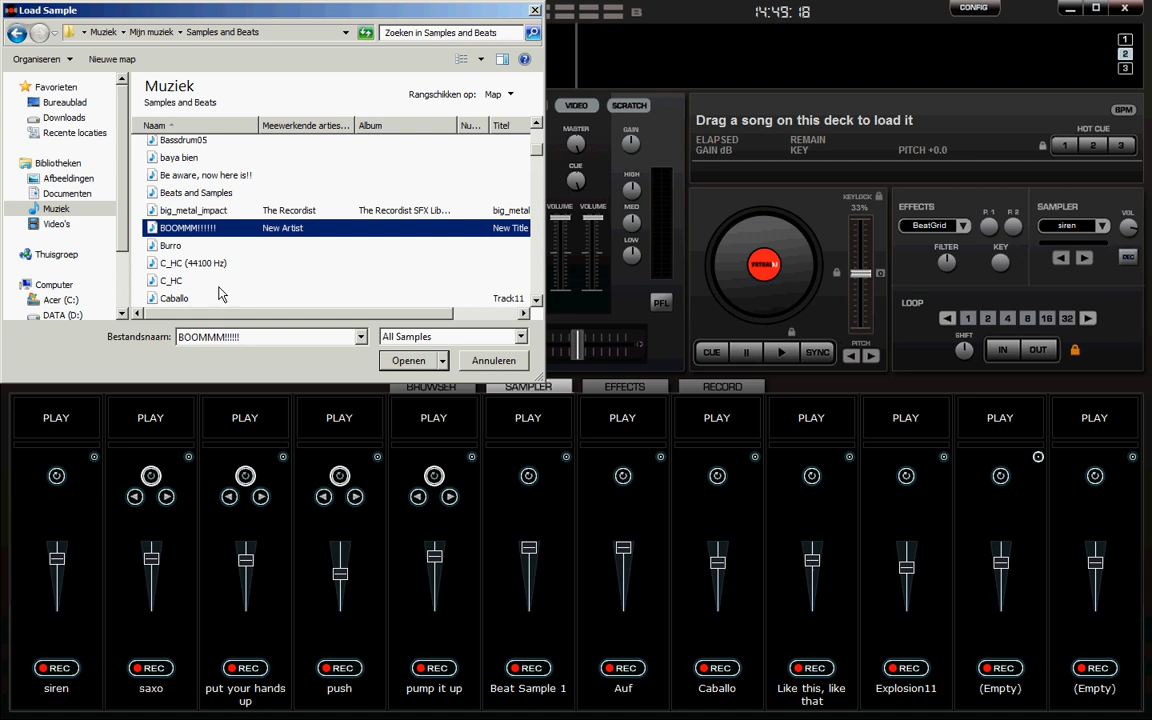 Load Sample
B
14:49:18
CONFIG
Muziek
Mijn muziek
Samples and Beats
Zoeken in Samples and Beats
1
2
3
Organiseren
Nieuwe map
Favorieten
Bureaublad
Downloads
Recente locaties
Bibliotheken
Afbeeldingen
Documenten
Muziek
Video's
Thuisgroep
Computer
Acer (C:)
DATA (D:)
Muziek
Samples and Beats
Rangschikken op: Map
Naam
Meewerkende arties...
Album
Nu...
Titel
Bassdrum05
baya bien
Be aware, now here is!!
Beats and Samples
big_metal_impact The Recordist The Recordist SFX Lib... big_metal
BOOMMM!!!!!! New Artist New Title
Burro
C_HC (44100 Hz)
C_HC
Caballo Track11
Bestandsnaam: BOOMMM!!!!!!
All Samples
Openen
Annuleren
VIDEO
SCRATCH
MASTER
GAIN
CUE
HIGH
VOLUME
VOLUME
MED
LOW
PFL
Drag a song on this deck to load it
BPM
ELAPSED
REMAIN
GAIN dB
KEY
PITCH +0.0
HOT CUE
1 2 3
KEYLOCK
33%
EFFECTS
P. 1
P. 2
SAMPLER
VOL
BeatGrid
siren
FILTER
KEY
REC
LOOP
1 2 4 8 16 32
SHIFT
IN
OUT
PITCH
CUE
SYNC
BROWSER
SAMPLER
EFFECTS
RECORD
PLAY PLAY PLAY PLAY PLAY PLAY PLAY PLAY PLAY PLAY PLAY PLAY
REC REC REC REC REC REC REC REC REC REC REC REC
siren
saxo
put your hands
up
push
pump it up
Beat Sample 1
Auf
Caballo
Like this, like
that
Explosion11
(Empty)
(Empty)